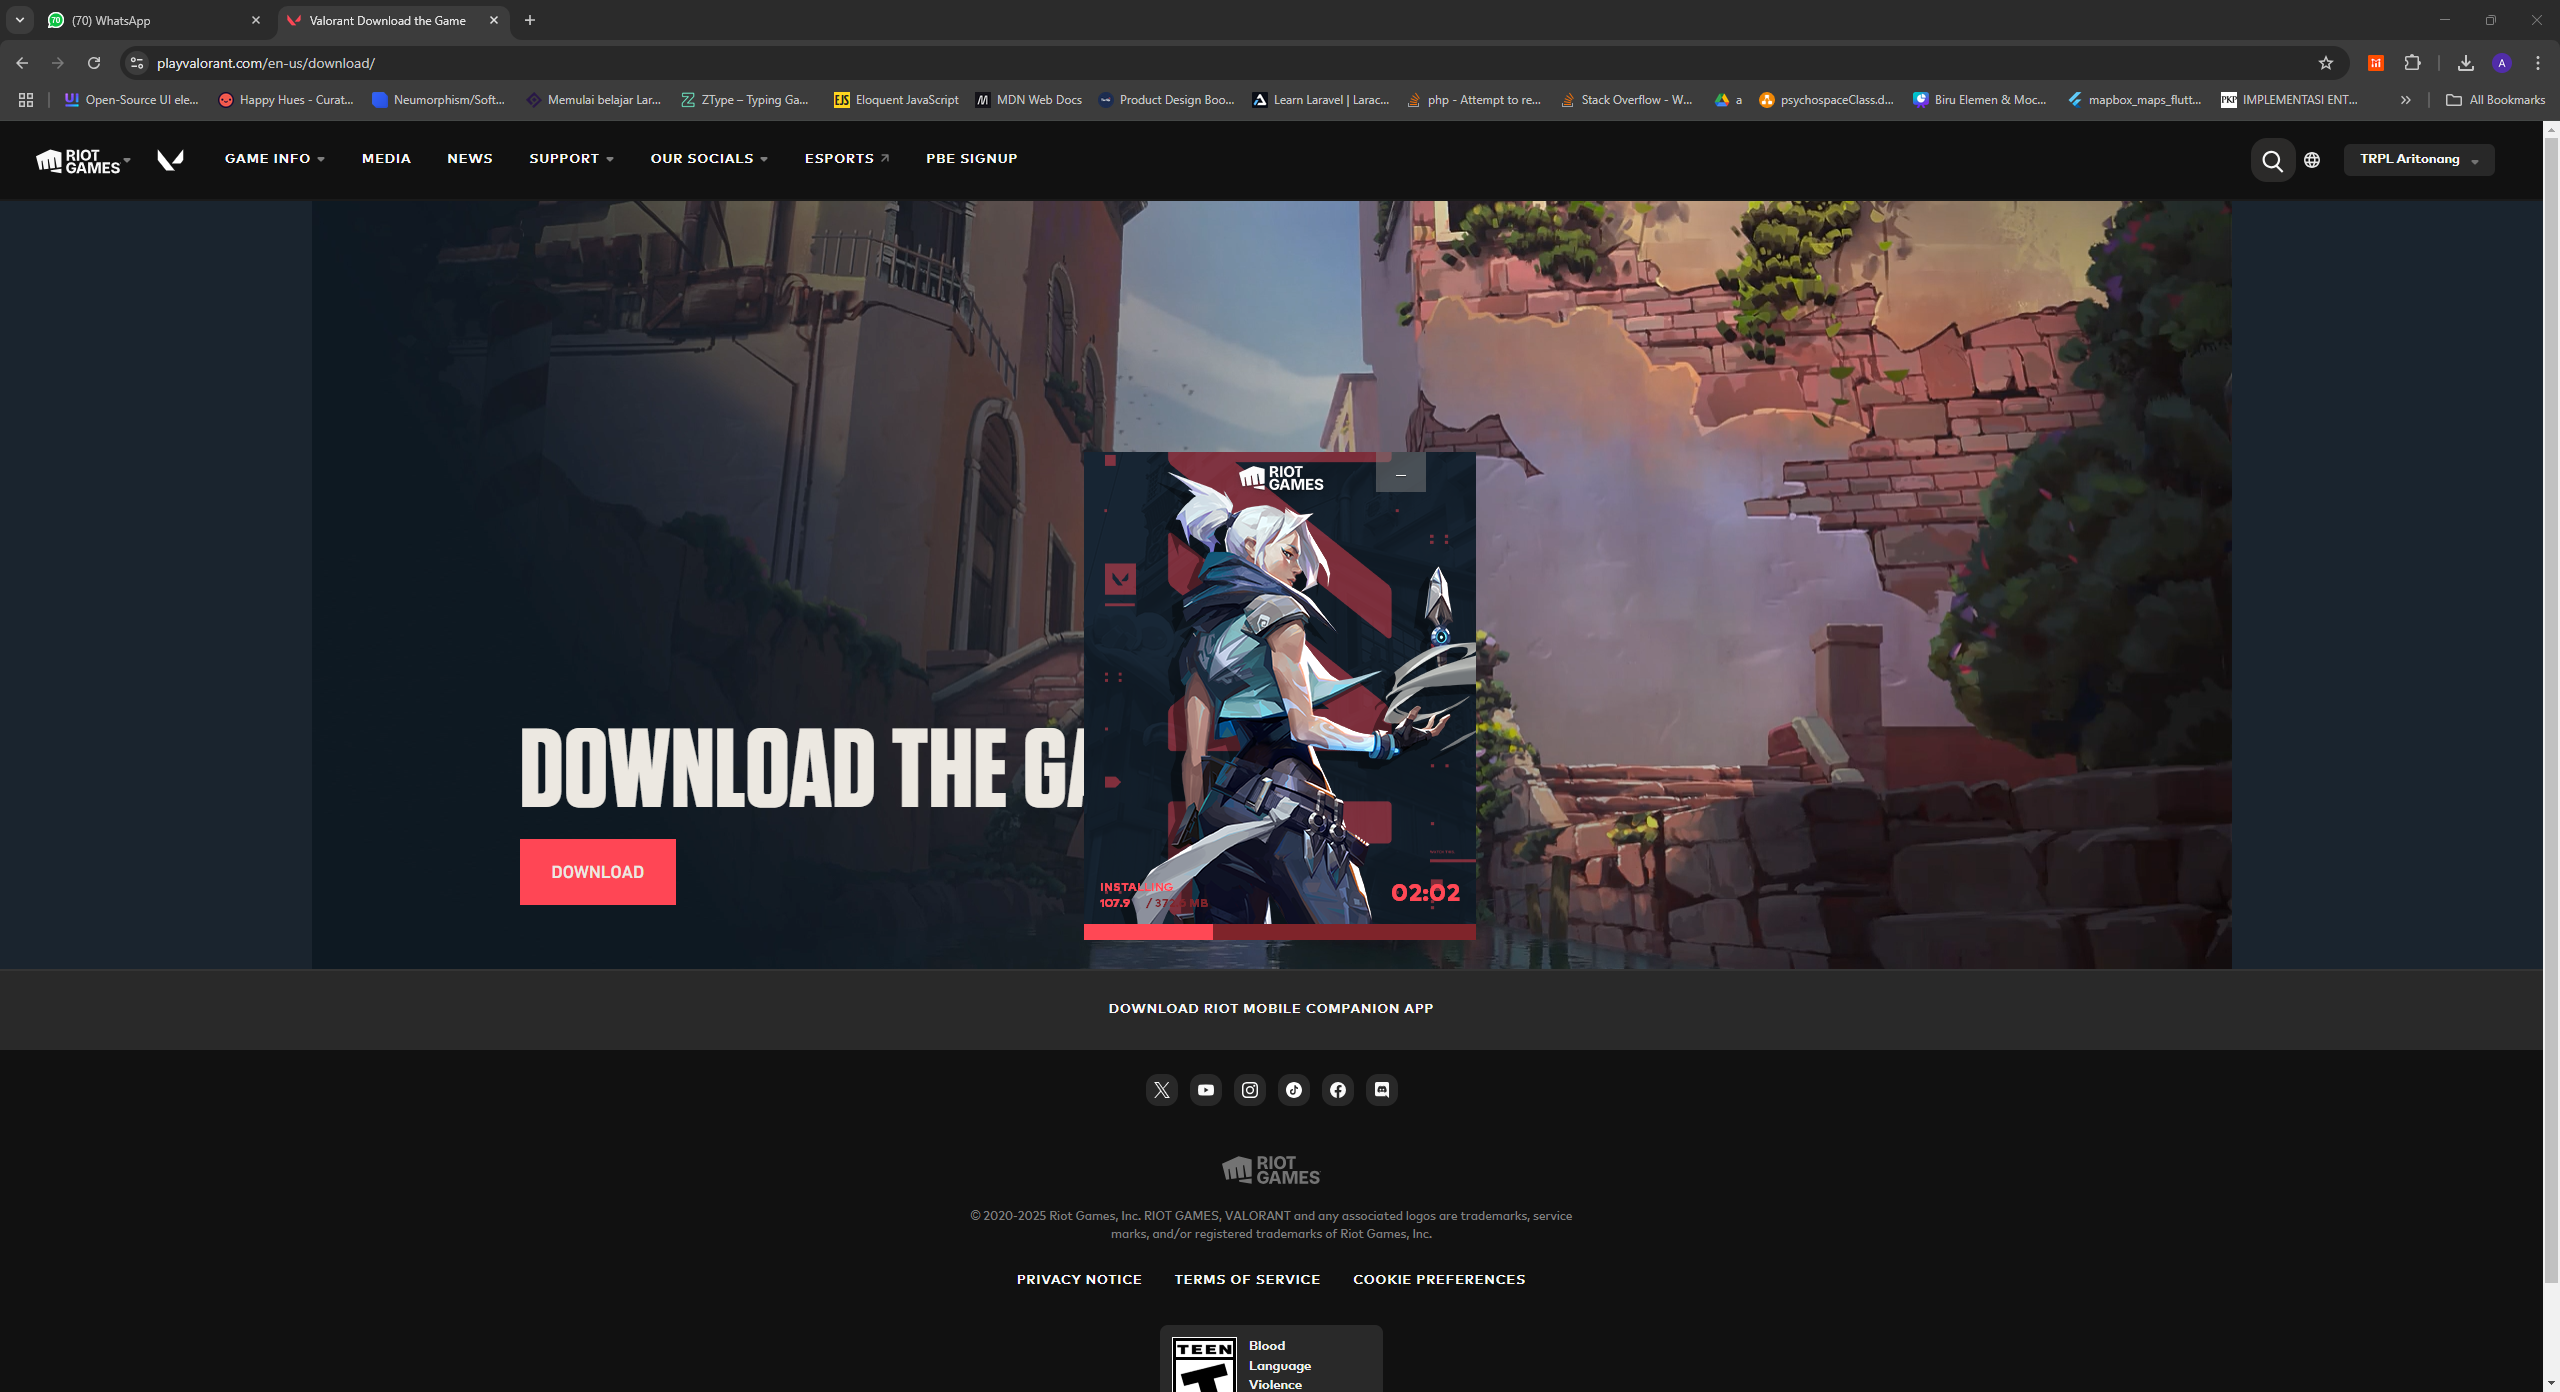 (70) WhatsApp
Valorant Download the Game
playvalorant.com/en-us/download/
A
Open-Source UI ele...
Happy Hues - Curat...
Neumorphism/Soft...
Memulai belajar Lar...
ZType – Typing Ga...
Eloquent JavaScript
MDN Web Docs
Product Design Boo...
Learn Laravel | Larac...
php - Attempt to re...
Stack Overflow - W...
a
psychospaceClass.d...
Biru Elemen & Moc...
mapbox_maps_flutt...
IMPLEMENTASI ENT...
All Bookmarks
RIOT GAMES
GAME INFO
MEDIA
NEWS
SUPPORT
OUR SOCIALS
ESPORTS
PBE SIGNUP
TRPL Aritonang
RIOT
GAMES
DOWNLOAD THE GA
DOWNLOAD
INSTALLING
107.9 / MB
02:02
DOWNLOAD RIOT MOBILE COMPANION APP
RIOT
GAMES
© 2020-2025 Riot Games, Inc. RIOT GAMES, VALORANT and any associated logos are trademarks, service
marks, and/or registered trademarks of Riot Games, Inc.
PRIVACY NOTICE
TERMS OF SERVICE
COOKIE PREFERENCES
TEEN
T
Blood
Language
Violence